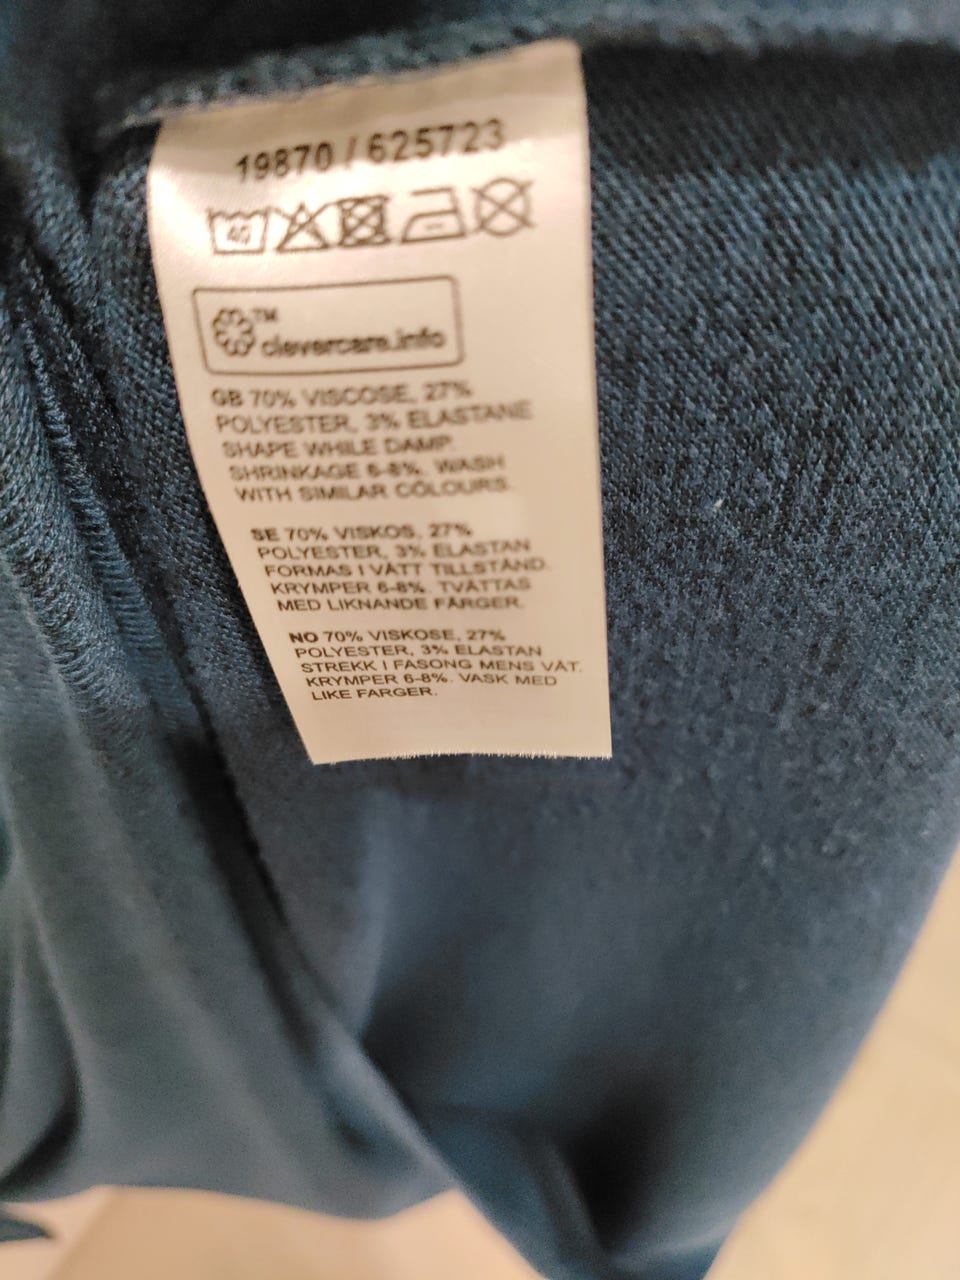 19870 / 625723
40
TM
clevercare.info
GB 70% VISCOSE, 27%
POLYESTER, 3% ELASTANE
SHAPE WHILE DAMP.
SHRINKAGE 6-8%. WASH
WITH SIMILAR COLOURS.
SE 70% VISKOS, 27%
POLYESTER, 3% ELASTAN
FORMAS I VÅTT TILLSTÅND.
KRYMPER 6-8%. TVÄTTAS
MED LIKNANDE FÄRGER.
NO 70% VISKOSE, 27%
POLYESTER, 3% ELASTAN
STREKK I FASONG MENS VÅT.
KRYMPER 6-8%. VASK MED
LIKE FARGER.